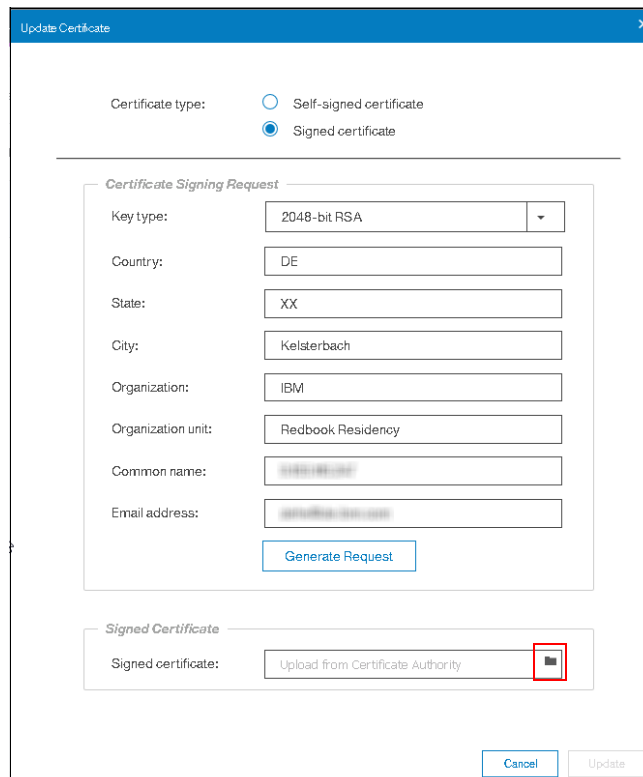 Update Certificate
Certificate type:
Self-signed certificate
Signed certificate
Certificate Signing Request
Key type: 2048-bit RSA
Country: DE
State: XX
City: Kelsterbach
Organization: IBM
Organization unit: Redbook Residency
Common name:
Email address:
Generate Request
Signed Certificate
Signed certificate: Upload from Certificate Authority
Cancel Update